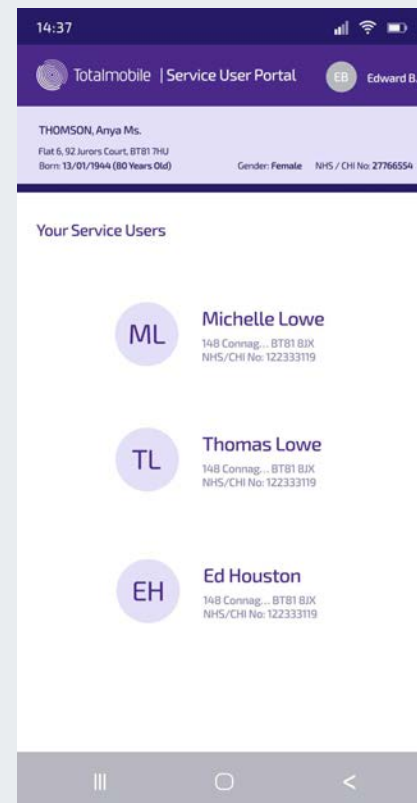 14:37
Totalmobile | Service User Portal EB Edward B.
THOMSON, Anya Ms.
Flat 6, 92 Jurors Court, BT81 7HU
Born: 13/01/1944 (80 Years Old) Gender: Female NHS / CHI No: 27766554
Your Service Users
ML
Michelle Lowe
148 Connag... BT81 8JX
NHS/CHI No: 122333119
TL
Thomas Lowe
148 Connag... BT81 8JX
NHS/CHI No: 122333119
EH
Ed Houston
148 Connag... BT81 8JX
NHS/CHI No: 122333119